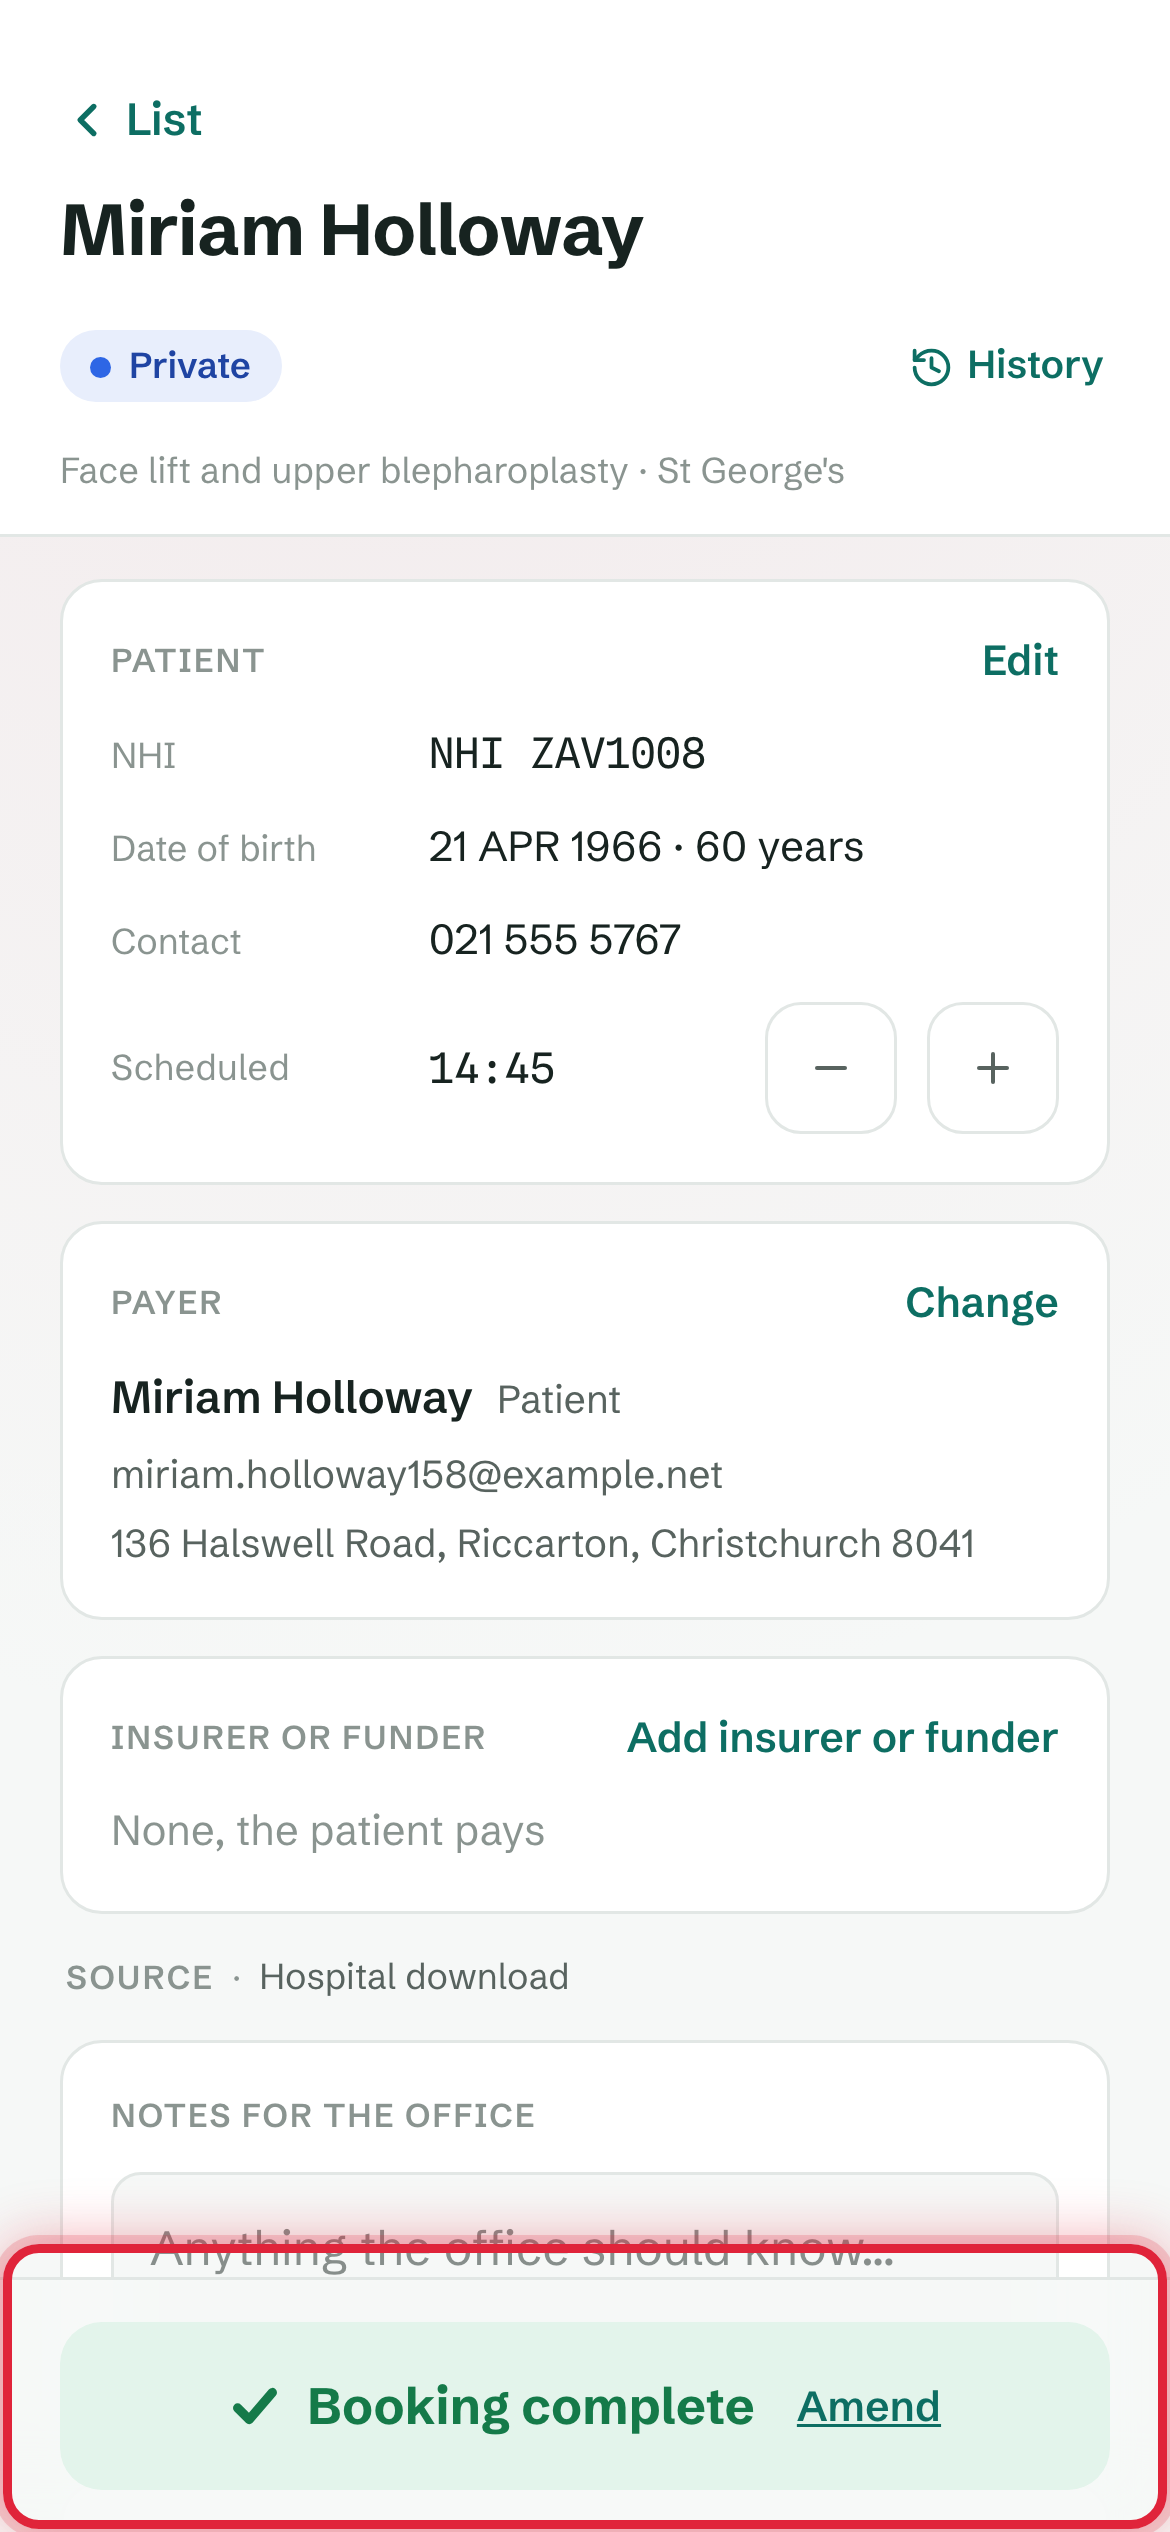 List
Miriam Holloway
Private
History
Face lift and upper blepharoplasty · St George's
PATIENT
Edit
NHI NHI ZAV1008
Date of birth 21 APR 1966 · 60 years
Contact 021 555 5767
Scheduled 14:45
PAYER
Change
Miriam Holloway Patient
miriam.holloway158@example.net
136 Halswell Road, Riccarton, Christchurch 8041
INSURER OR FUNDER
Add insurer or funder
None, the patient pays
SOURCE · Hospital download
NOTES FOR THE OFFICE
Anything the office should know...
Booking complete Amend